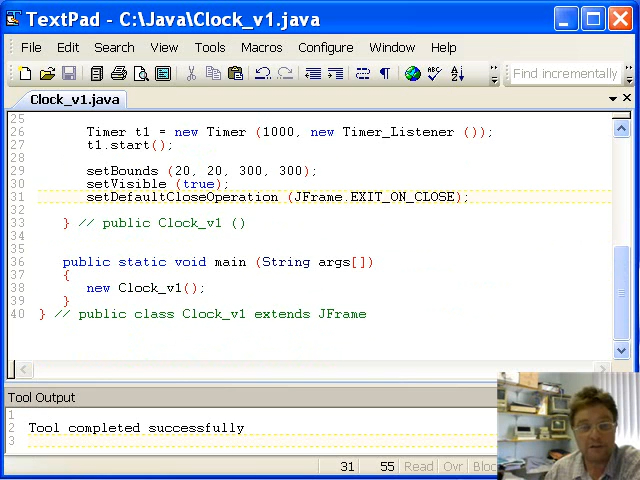 TextPad - C:\Java\Clock_v1.java
File Edit Search View Tools Macros Configure Window Help
Find incrementally
Clock_v1.java
25
26 Timer t1 = new Timer (1000, new Timer_Listener ());
27 t1.start();
28
29 setBounds (20, 20, 300, 300);
30 setVisible (true);
31 setDefaultCloseOperation (JFrame.EXIT_ON_CLOSE);
32
33 } // public Clock_v1 ()
34
35
36 public static void main (String args[])
37 {
38 new Clock_v1();
39 }
40 } // public class Clock_v1 extends JFrame
Tool Output
1
2 Tool completed successfully
3
31 55 Read Ovr Bloc